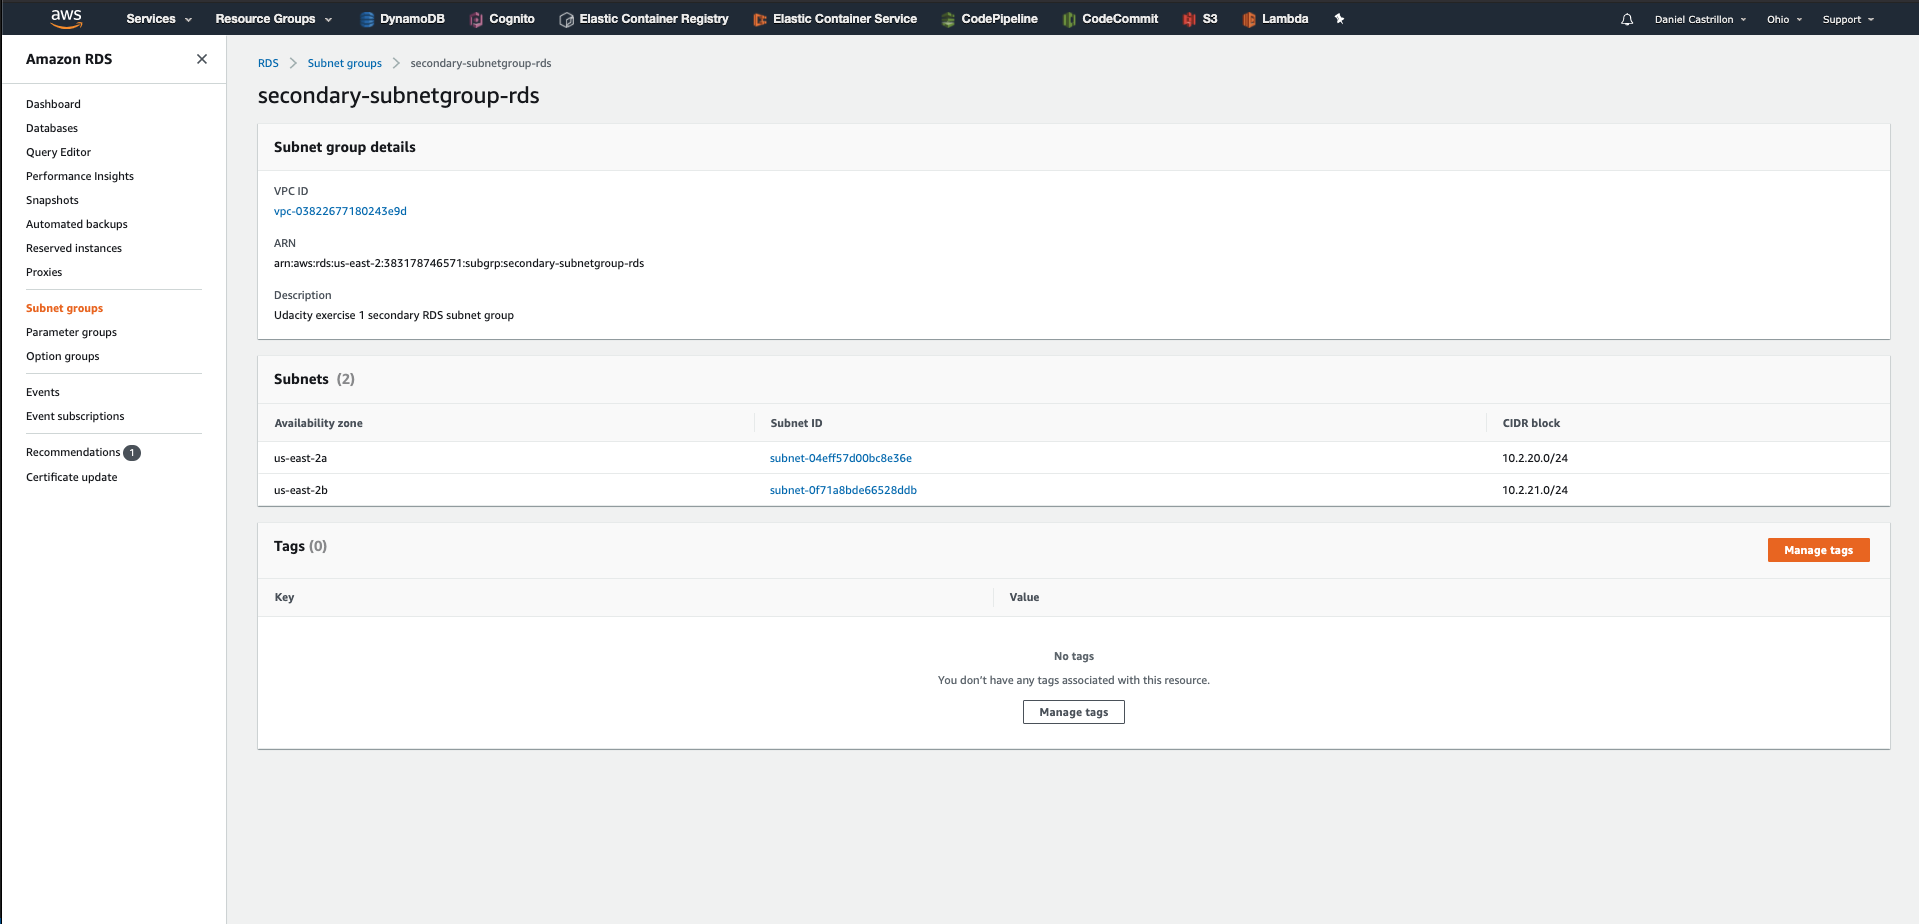 aws
Services
Resource Groups
DynamoDB
Cognito
Elastic Container Registry
Elastic Container Service
CodePipeline
CodeCommit
S3
Lambda
Daniel Castrillon
Ohio
Support
Amazon RDS
Dashboard
Databases
Query Editor
Performance Insights
Snapshots
Automated backups
Reserved instances
Proxies
Subnet groups
Parameter groups
Option groups
Events
Event subscriptions
Recommendations 1
Certificate update
RDS > Subnet groups > secondary-subnetgroup-rds
secondary-subnetgroup-rds
Subnet group details
VPC ID
vpc-03822677180243e9d
ARN
arn:aws:rds:us-east-2:383178746571:subgrp:secondary-subnetgroup-rds
Description
Udacity exercise 1 secondary RDS subnet group
Subnets (2)
Availability zone Subnet ID CIDR block
us-east-2a subnet-04eff57d00bc8e36e 10.2.20.0/24
us-east-2b subnet-0f71a8bde66528ddb 10.2.21.0/24
Tags (0)
Manage tags
Key Value
No tags
You don't have any tags associated with this resource.
Manage tags